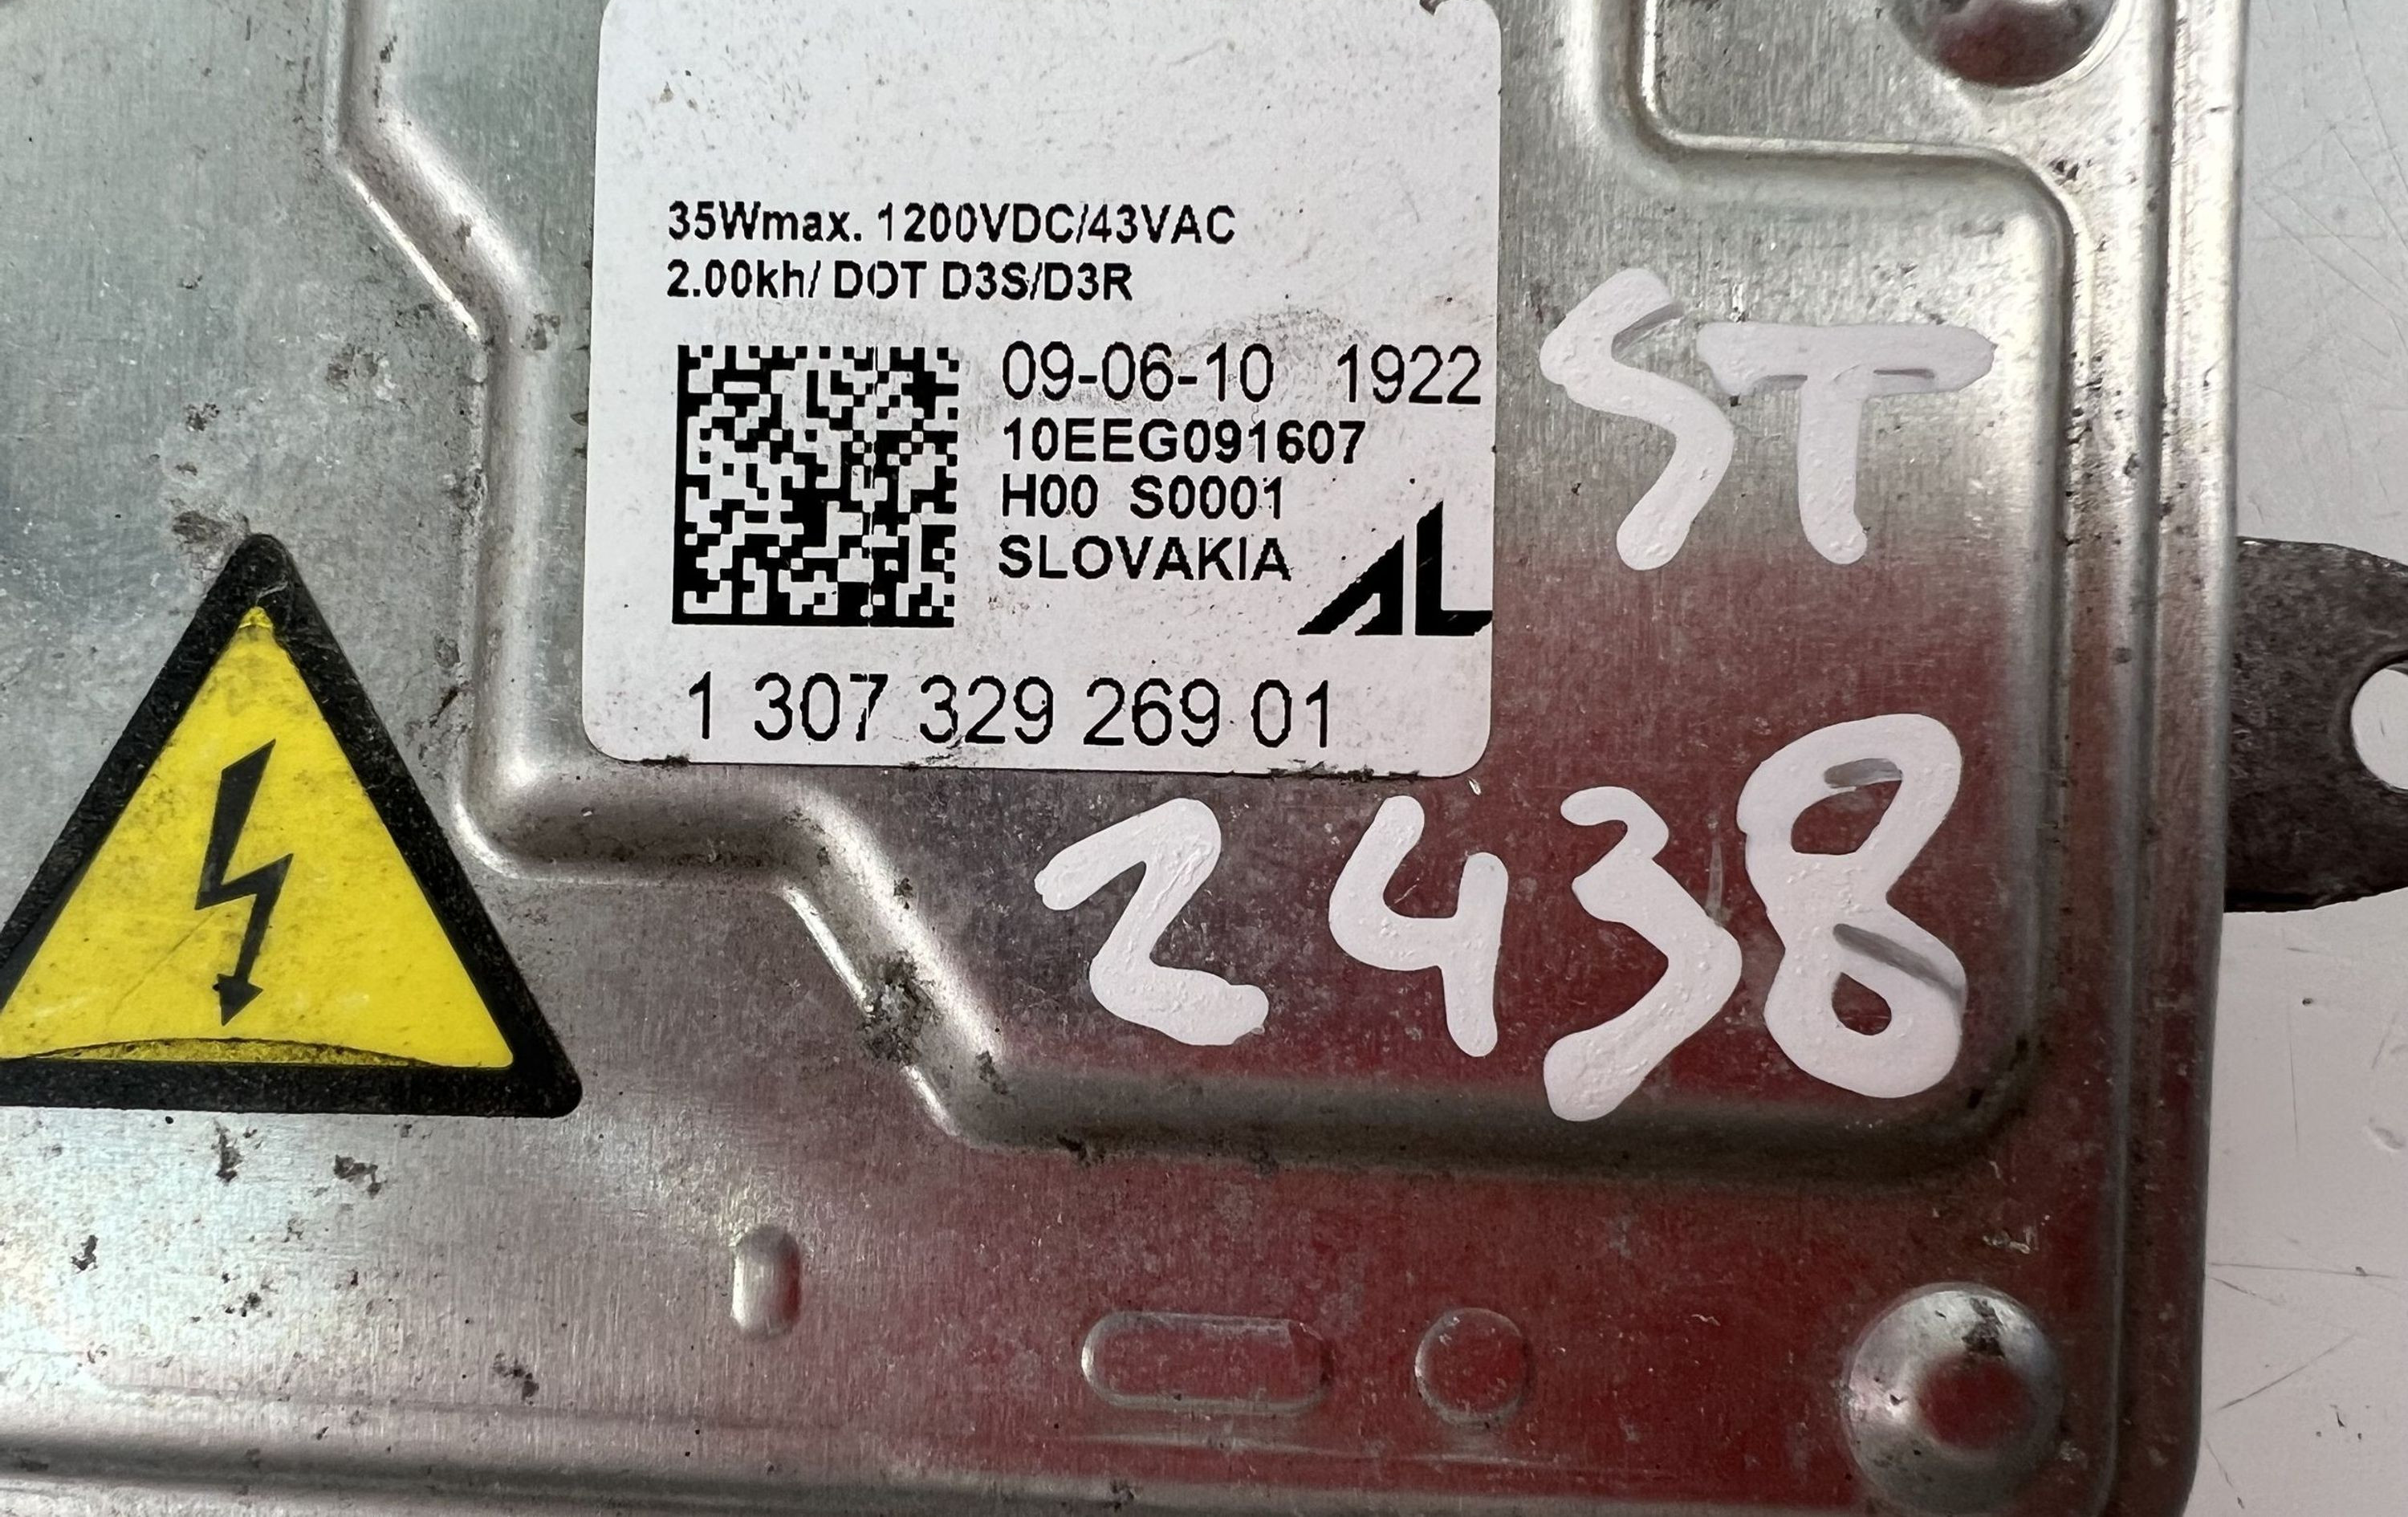 35Wmax. 1200VDC/43VAC
2.00kh/ DOT D3S/D3R
09-06-10 1922
10EEG091607
H00 S0001
SLOVAKIA
AL
1 307 329 269 01
ST
2438